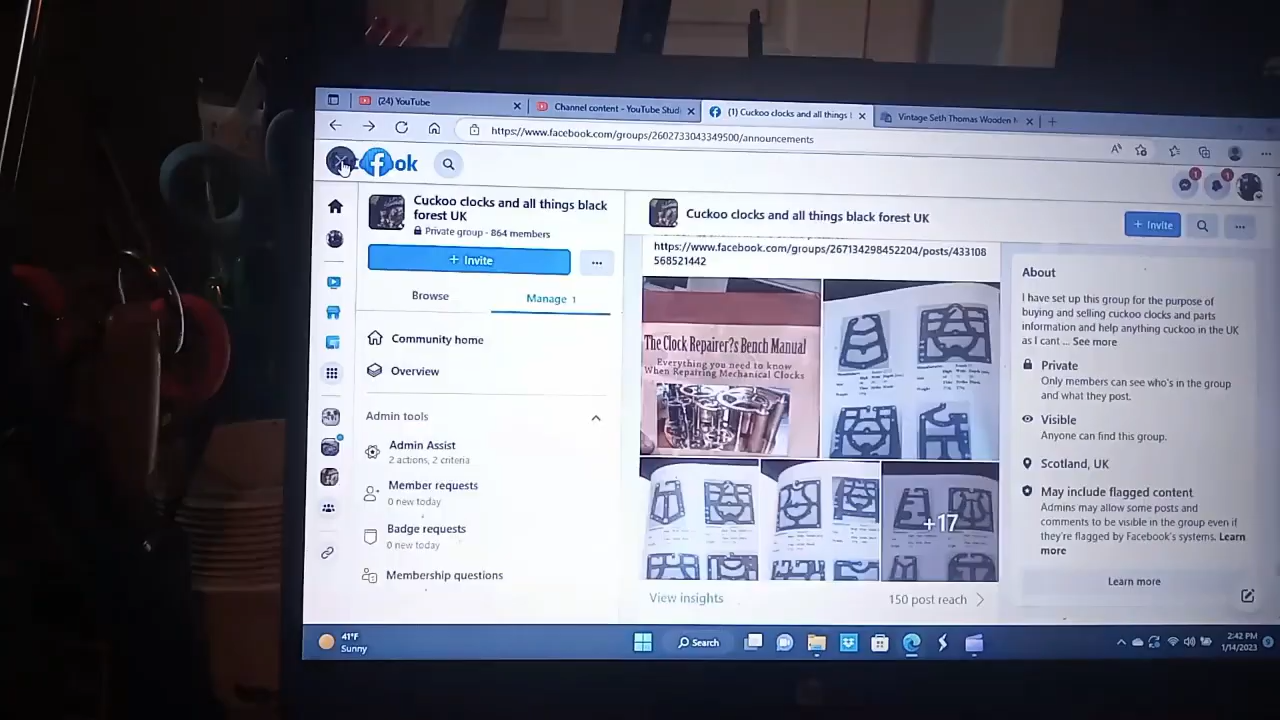 (24) YouTube
Channel content - YouTube Studi
(1) Cuckoo clocks and all things
Vintage Seth Thomas Wooden M
https://www.facebook.com/groups/2602733043349500/announcements
ook
Cuckoo clocks and all things black
forest UK
Private group - 864 members
+ Invite
Browse
Manage 1
Community home
Overview
Admin tools
Admin Assist
2 actions, 2 criteria
Member requests
0 new today
Badge requests
0 new today
Membership questions
Cuckoo clocks and all things black forest UK
+ Invite
https://www.facebook.com/groups/267134298452204/posts/433108
568521442
The Clock Repairer?s Bench Manual
Everything you need to know
When Repairing Mechanical Clocks
+17
View insights
150 post reach
About
I have set up this group for the purpose of
buying and selling cuckoo clocks and parts
information and help anything cuckoo in the UK
as I cant ... See more
Private
Only members can see who's in the group
and what they post.
Visible
Anyone can find this group.
Scotland, UK
May include flagged content
Admins may allow some posts and
comments to be visible in the group even if
they're flagged by Facebook's systems. Learn
more
Learn more
41°F
Sunny
Search
2:42 PM
1/14/2023